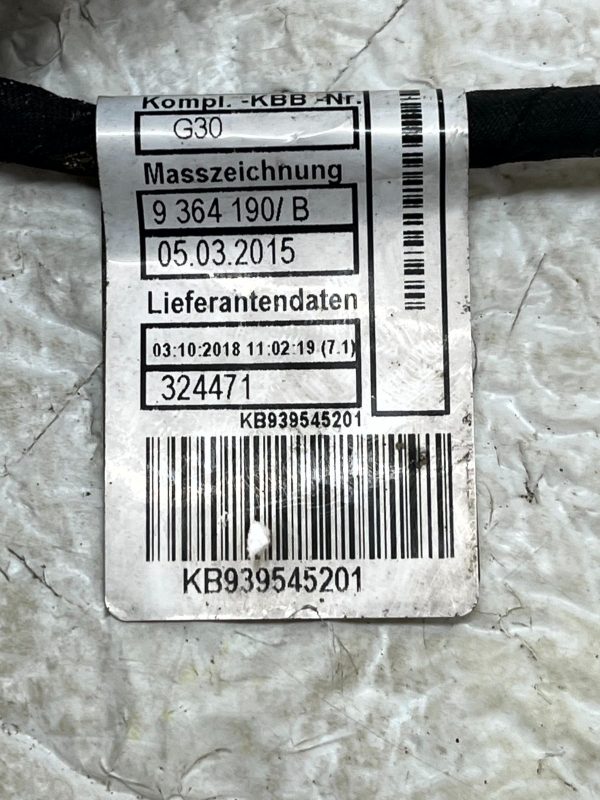 Kompl. -KBB -Nr.
G30
Masszeichnung
9 364 190/ B
05.03.2015
Lieferantendaten
03:10:2018 11:02:19 (7.1)
324471
KB939545201
KB939545201